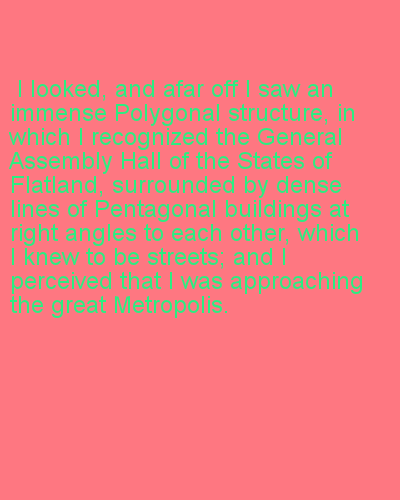 I looked, and afar off I saw an
immense Polygonal structure, in
which I recognized the General
Assembly Hall of the States of
Flatland, surrounded by dense
lines of Pentagonal buildings at
right angles to each other, which
I knew to be streets; and I
perceived that I was approaching
the great Metropolis.